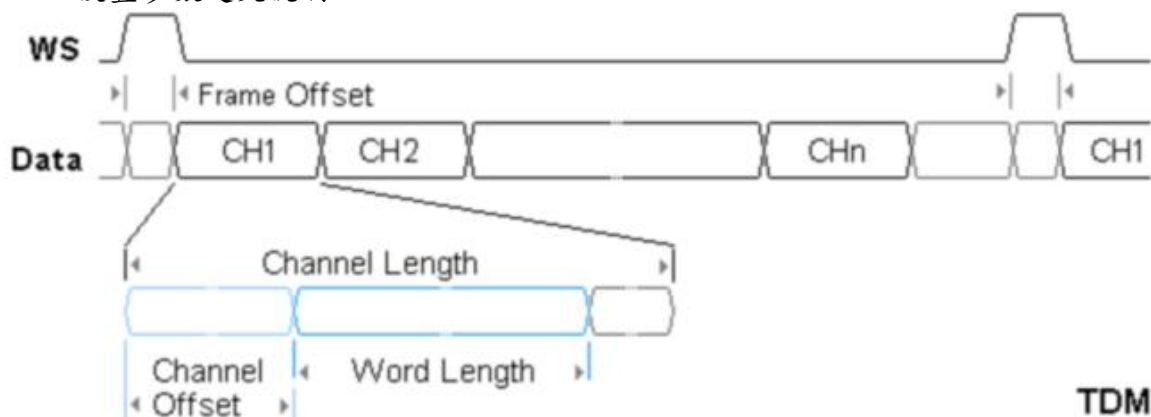 WS
Frame Offset
Data CH1 CH2 CHn CH1
Channel Length
Channel Word Length
Offset
TDM